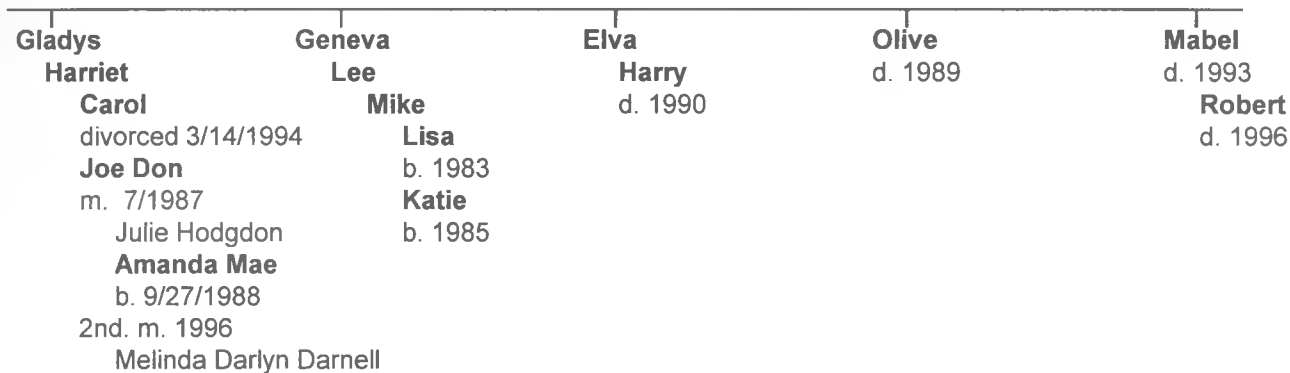 Gladys Geneva Elva Olive Mabel
Harriet Lee Harry d. 1989 d. 1993
Carol Mike d. 1990 Robert
divorced 3/14/1994 Lisa d. 1996
Joe Don b. 1983
m. 7/1987 Katie
Julie Hodgdon b. 1985
Amanda Mae
b. 9/27/1988
2nd. m. 1996
Melinda Darlyn Darnell